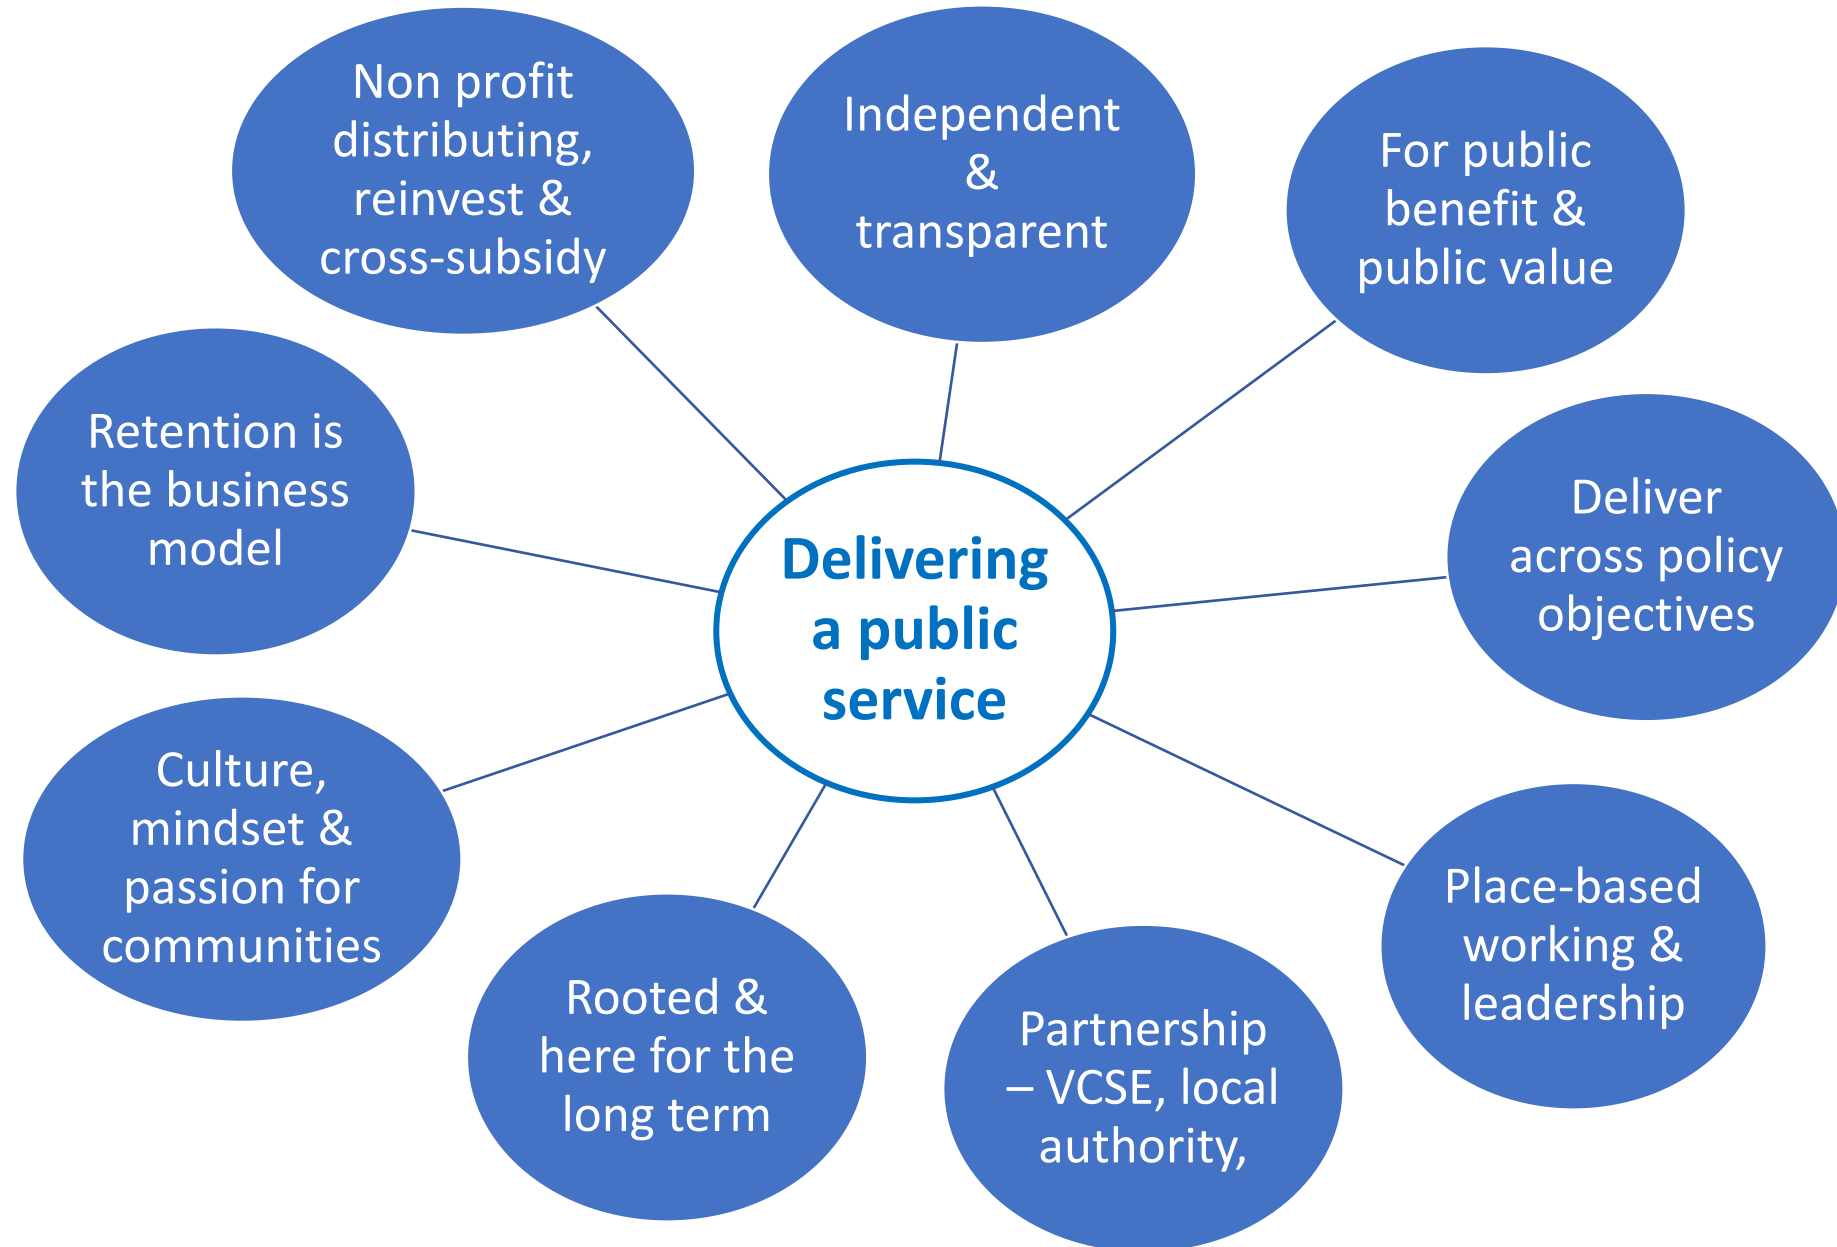 Non profit
distributing,
reinvest &
cross-subsidy
Independent
&
transparent
For public
benefit &
public value
Retention is
the business
model
Deliver
across policy
objectives
Delivering
a public
service
Culture,
mindset &
passion for
communities
Place-based
working &
leadership
Rooted &
here for the
long term
Partnership
– VCSE, local
authority,